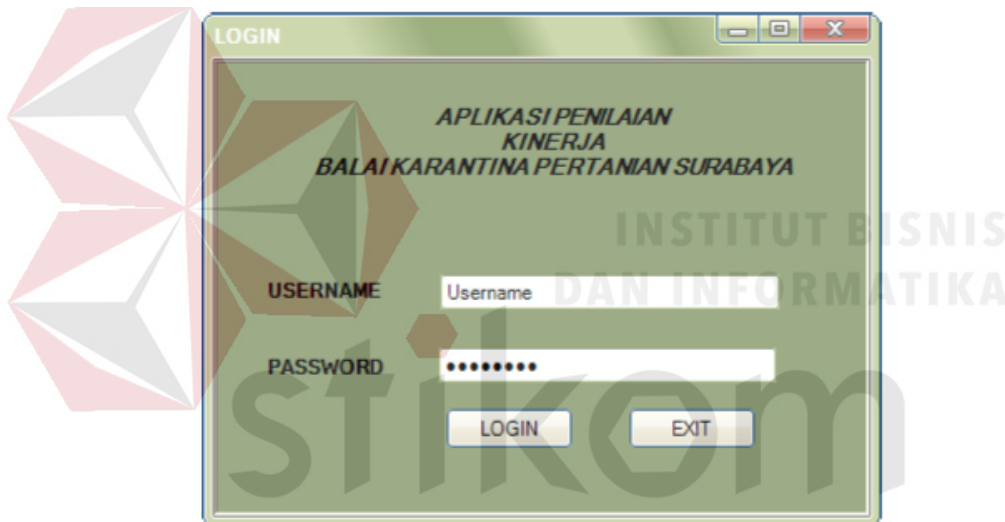 LOGIN
APLIKASI PENILAIAN
KINERJA
BALAI KARANTINA PERTANIAN SURABAYA
INSTITUT BISNIS
DAN INFORMATIKA
USERNAME
Username
PASSWORD
••••••••
stikom
LOGIN EXIT